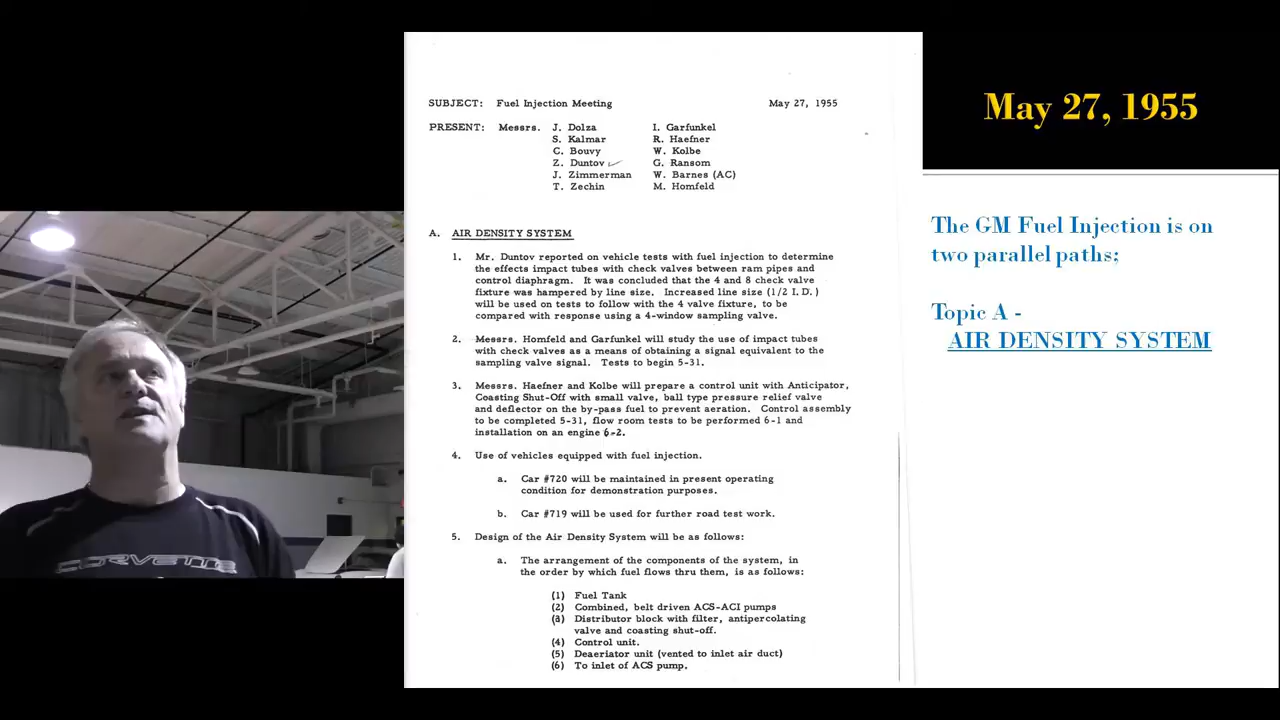 SUBJECT: Fuel Injection Meeting May 27, 1955
PRESENT: Messrs. J. Dolza I. Garfunkel
S. Kalmar R. Haefner
C. Bouvy W. Kolbe
Z. Duntov G. Ransom
J. Zimmerman W. Barnes (AC)
T. Zechin M. Homfeld
A. AIR DENSITY SYSTEM
1. Mr. Duntov reported on vehicle tests with fuel injection to determine
the effects impact tubes with check valves between ram pipes and
control diaphragm. It was concluded that the 4 and 8 check valve
fixture was hampered by line size. Increased line size (1/2 I.D.)
will be used on tests to follow with the 4 valve fixture, to be
compared with response using a 4-window sampling valve.
2. Messrs. Homfeld and Garfunkel will study the use of impact tubes
with check valves as a means of obtaining a signal equivalent to the
sampling valve signal. Tests to begin 5-31.
3. Messrs. Haefner and Kolbe will prepare a control unit with Anticipator,
Coasting Shut-Off with small valve, ball type pressure relief valve
and deflector on the by-pass fuel to prevent aeration. Control assembly
to be completed 5-31, flow room tests to be performed 6-1 and
installation on an engine 6-2.
4. Use of vehicles equipped with fuel injection.
a. Car #720 will be maintained in present operating
condition for demonstration purposes.
b. Car #719 will be used for further road test work.
5. Design of the Air Density System will be as follows:
a. The arrangement of the components of the system, in
the order by which fuel flows thru them, is as follows:
(1) Fuel Tank
(2) Combined, belt driven ACS-ACI pumps
(3) Distributor block with filter, antipercolating
valve and coasting shut-off.
(4) Control unit.
(5) Deaeriator unit (vented to inlet air duct)
(6) To inlet of ACS pump.
May 27, 1955
The GM Fuel Injection is on
two parallel paths;
Topic A -
AIR DENSITY SYSTEM
CORVETTE